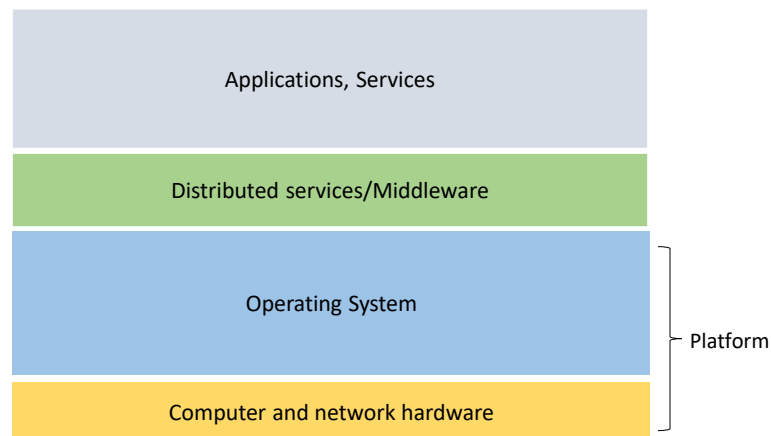 Applications, Services
Distributed services/Middleware
Operating System
Platform
Computer and network hardware